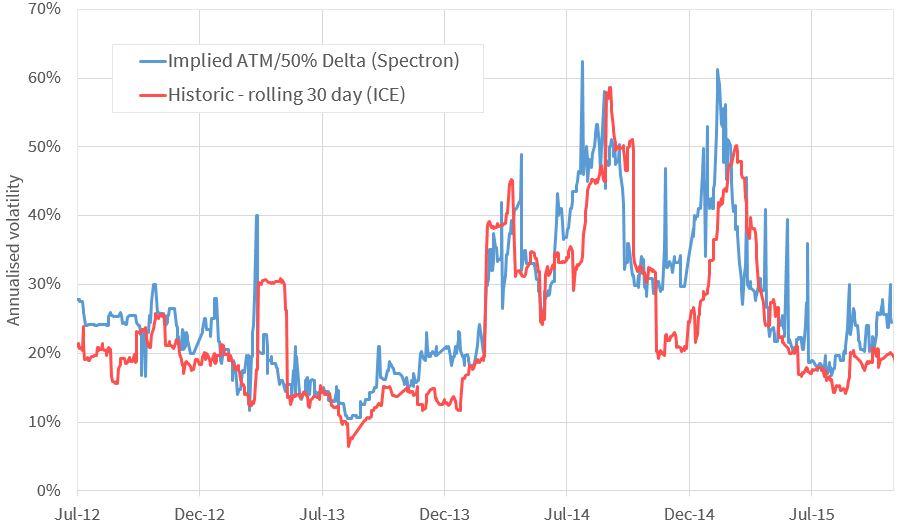 70%
60%
50%
40%
30%
20%
10%
0%
Annualised volatility
Implied ATM/50% Delta (Spectron)
Historic - rolling 30 day (ICE)
Jul-12 Dec-12 Jul-13 Dec-13 Jul-14 Dec-14 Jul-15